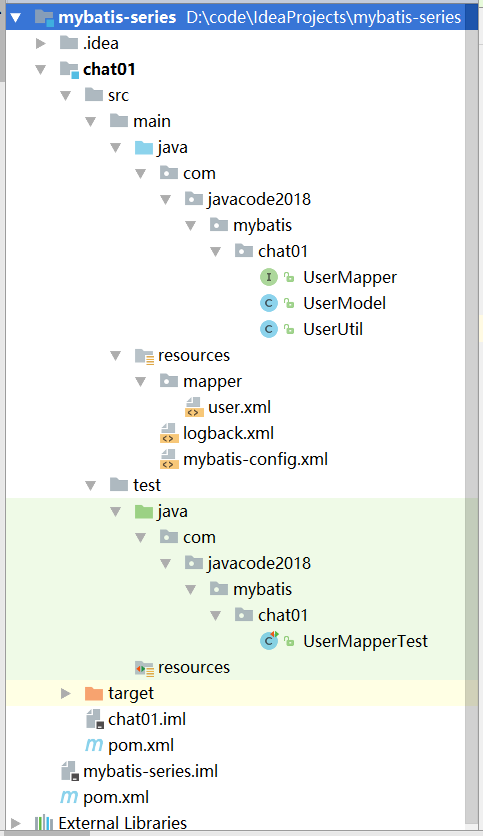 mybatis-series D:\code\IdeaProjects\mybatis-series
.idea
chat01
src
main
java
com
javacode2018
mybatis
chat01
I UserMapper
C UserModel
C UserUtil
resources
mapper
user.xml
logback.xml
mybatis-config.xml
test
java
com
javacode2018
mybatis
chat01
C UserMapperTest
resources
target
chat01.iml
m pom.xml
mybatis-series.iml
m pom.xml
External Libraries